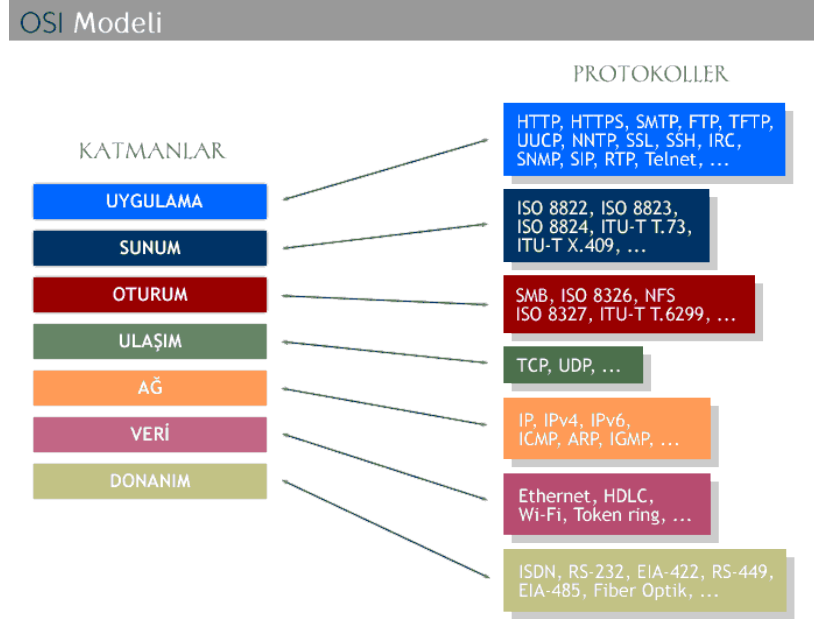 OSI Modeli
PROTOKOLLER
KATMANLAR
HTTP, HTTPS, SMTP, FTP, TFTP,
UUCP, NNTP, SSL, SSH, IRC,
SNMP, SIP, RTP, Telnet, ...
UYGULAMA
ISO 8822, ISO 8823,
ISO 8824, ITU-T T.73,
ITU-T X.409, ...
SUNUM
SMB, ISO 8326, NFS
ISO 8327, ITU-T T.6299, ...
OTURUM
TCP, UDP, ...
ULAŞIM
IP, IPv4, IPv6,
ICMP, ARP, IGMP, ...
AĞ
Ethernet, HDLC,
Wi-Fi, Token ring, ...
VERİ
ISDN, RS-232, EIA-422, RS-449,
EIA-485, Fiber Optik, ...
DONANIM